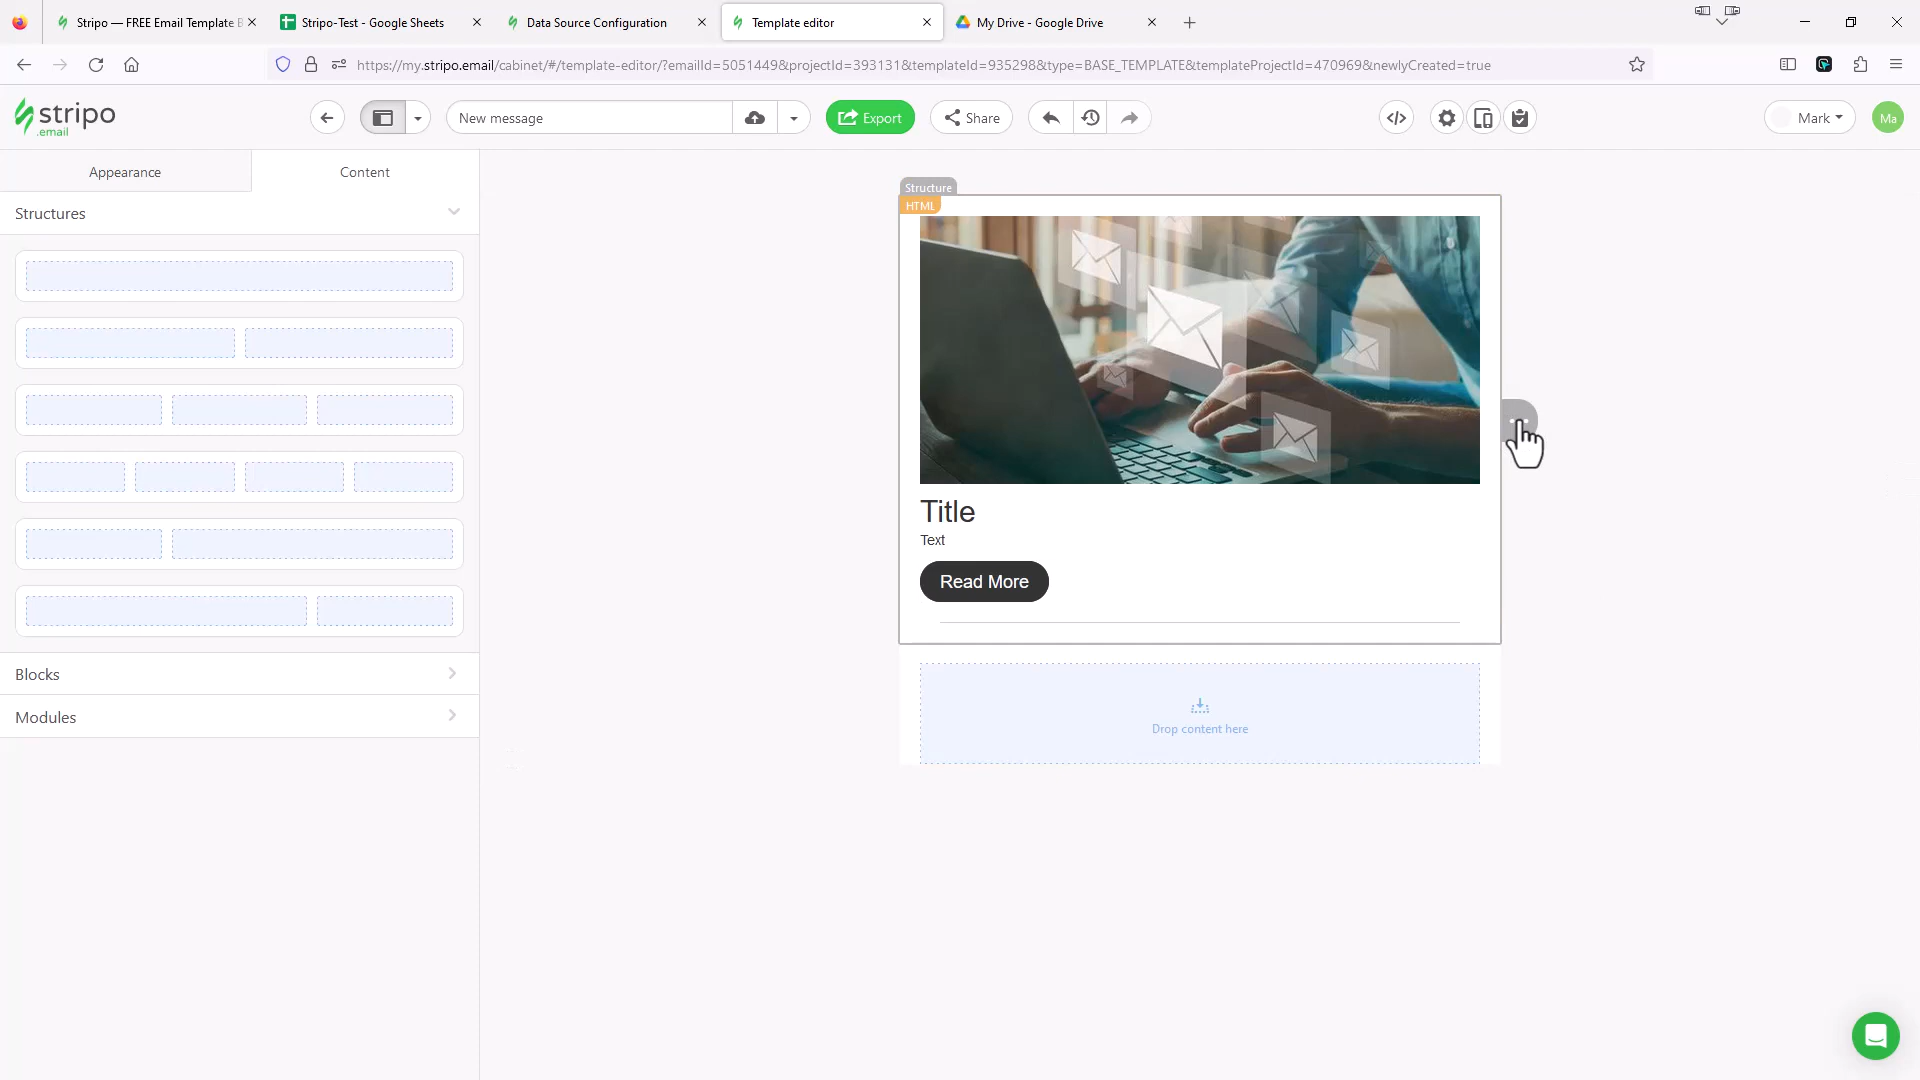 Stripo — FREE Email Template B
Stripo-Test - Google Sheets
Data Source Configuration
Template editor
My Drive - Google Drive
https://my.stripo.email/cabinet/#/template-editor/?emailId=5051449&projectId=393131&templateId=935298&type=BASE_TEMPLATE&templateProjectId=470969&newlyCreated=true
stripo
.email
New message
Export
Share
Mark
Ma
Appearance
Content
Structures
Blocks
Modules
Structure
HTML
Title
Text
Read More
Drop content here